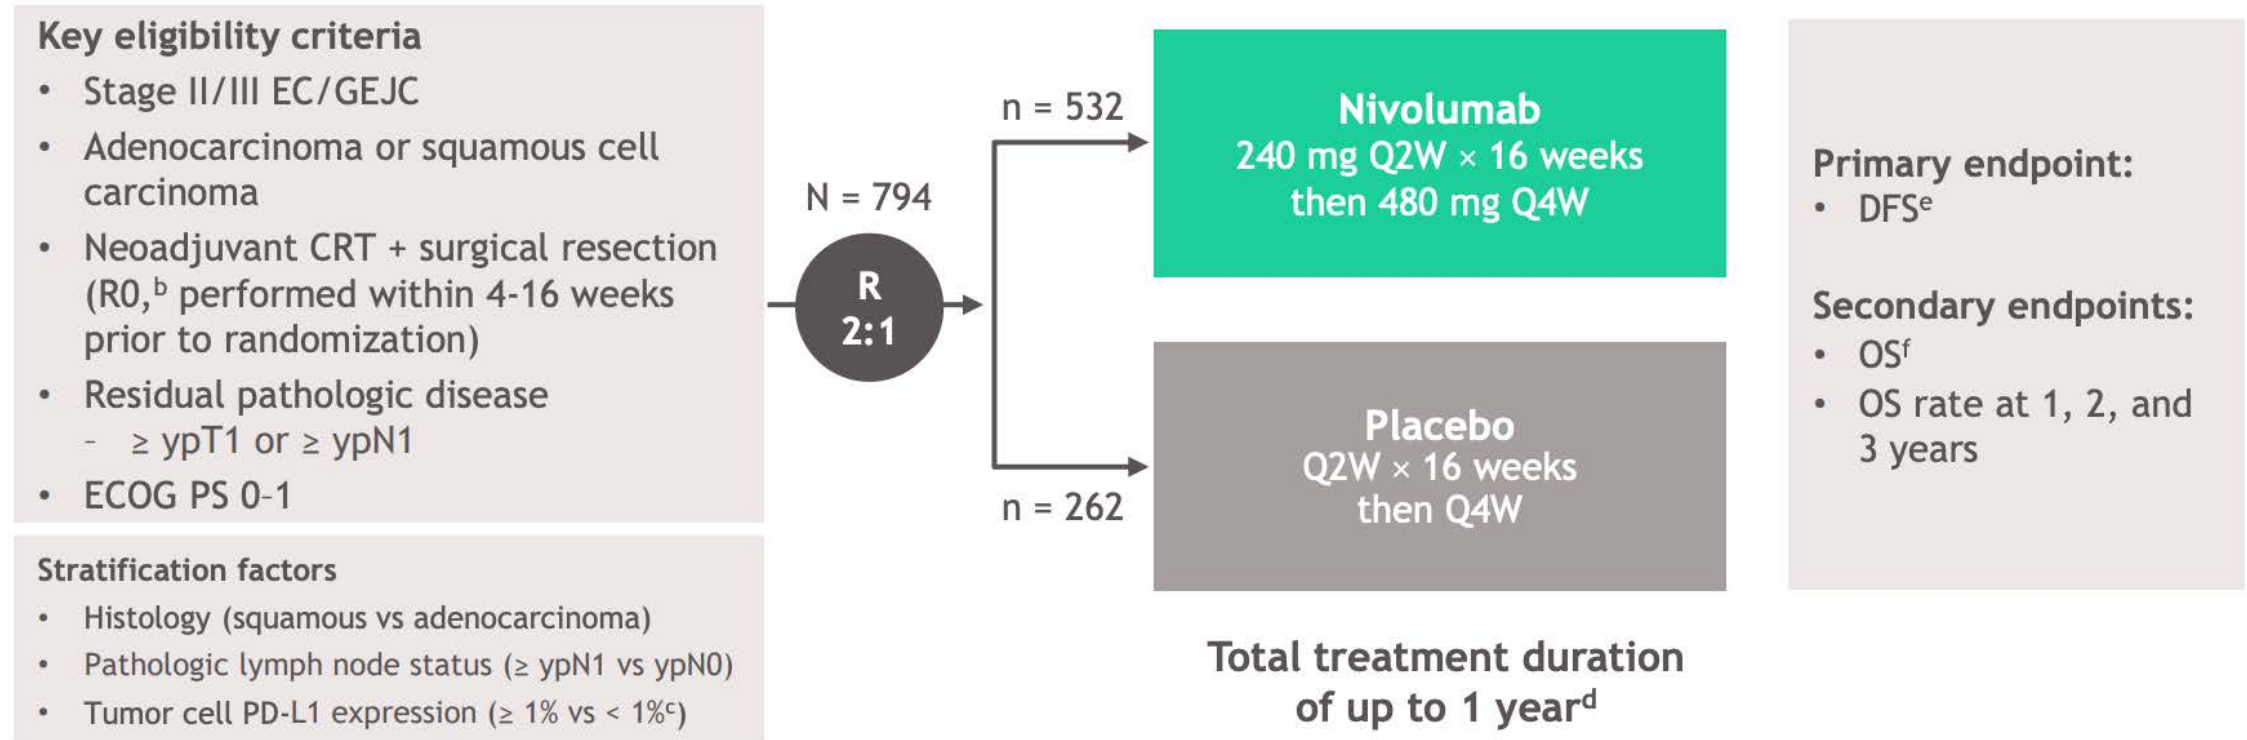 Key eligibility criteria
• Stage II/III EC/GEJC
• Adenocarcinoma or squamous cell
carcinoma
• Neoadjuvant CRT + surgical resection
(R0,ᵇ performed within 4-16 weeks
prior to randomization)
• Residual pathologic disease
- ≥ ypT1 or ≥ ypN1
• ECOG PS 0–1
Stratification factors
• Histology (squamous vs adenocarcinoma)
• Pathologic lymph node status (≥ ypN1 vs ypN0)
• Tumor cell PD-L1 expression (≥ 1% vs < 1%ᶜ)
N = 794
R
2:1
n = 532
n = 262
Nivolumab
240 mg Q2W × 16 weeks
then 480 mg Q4W
Placebo
Q2W × 16 weeks
then Q4W
Total treatment duration
of up to 1 yearᵈ
Primary endpoint:
• DFSᵉ
Secondary endpoints:
• OSᶠ
• OS rate at 1, 2, and
3 years